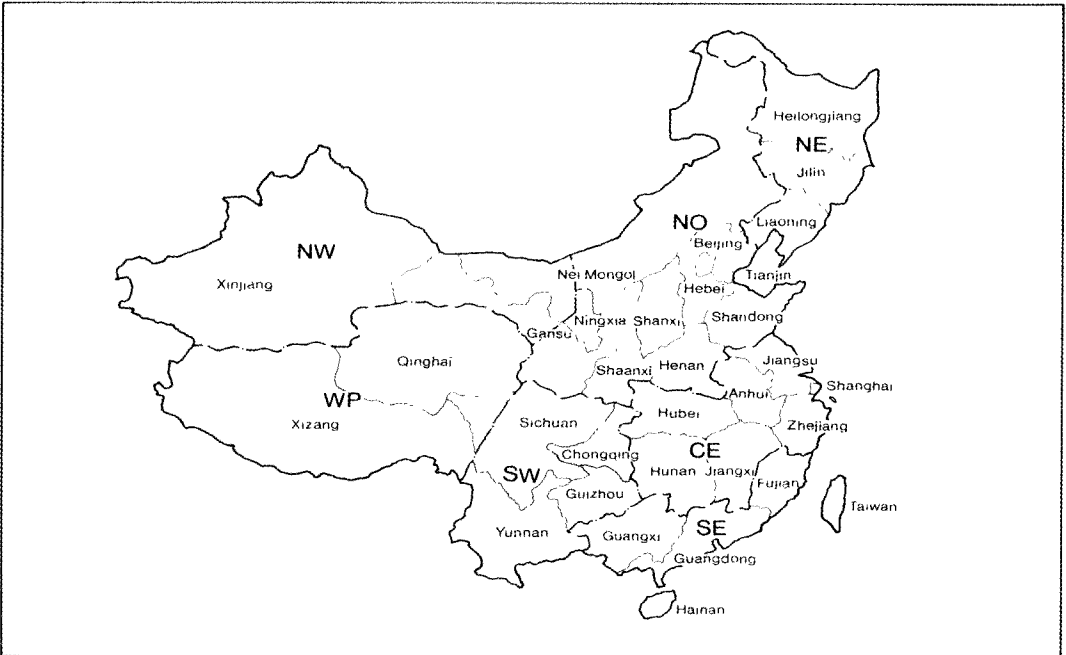 Heilongjiang
NE
Jilin
NO
Liaoning
Beijing
NW
Nei Mongol
Tianjin
Xinjiang
Hebei
Ningxia
Shanxi
Shandong
Gansu
Qinghai
Shaanxi
Henan
Jiangsu
Shanghai
WP
Anhui
Xizang
Sichuan
Hubei
Zhejiang
CE
Chongqing
SW
Hunan
Jiangxi
Guizhou
Fujian
Taiwan
Yunnan
Guangxi
SE
Guangdong
Hainan